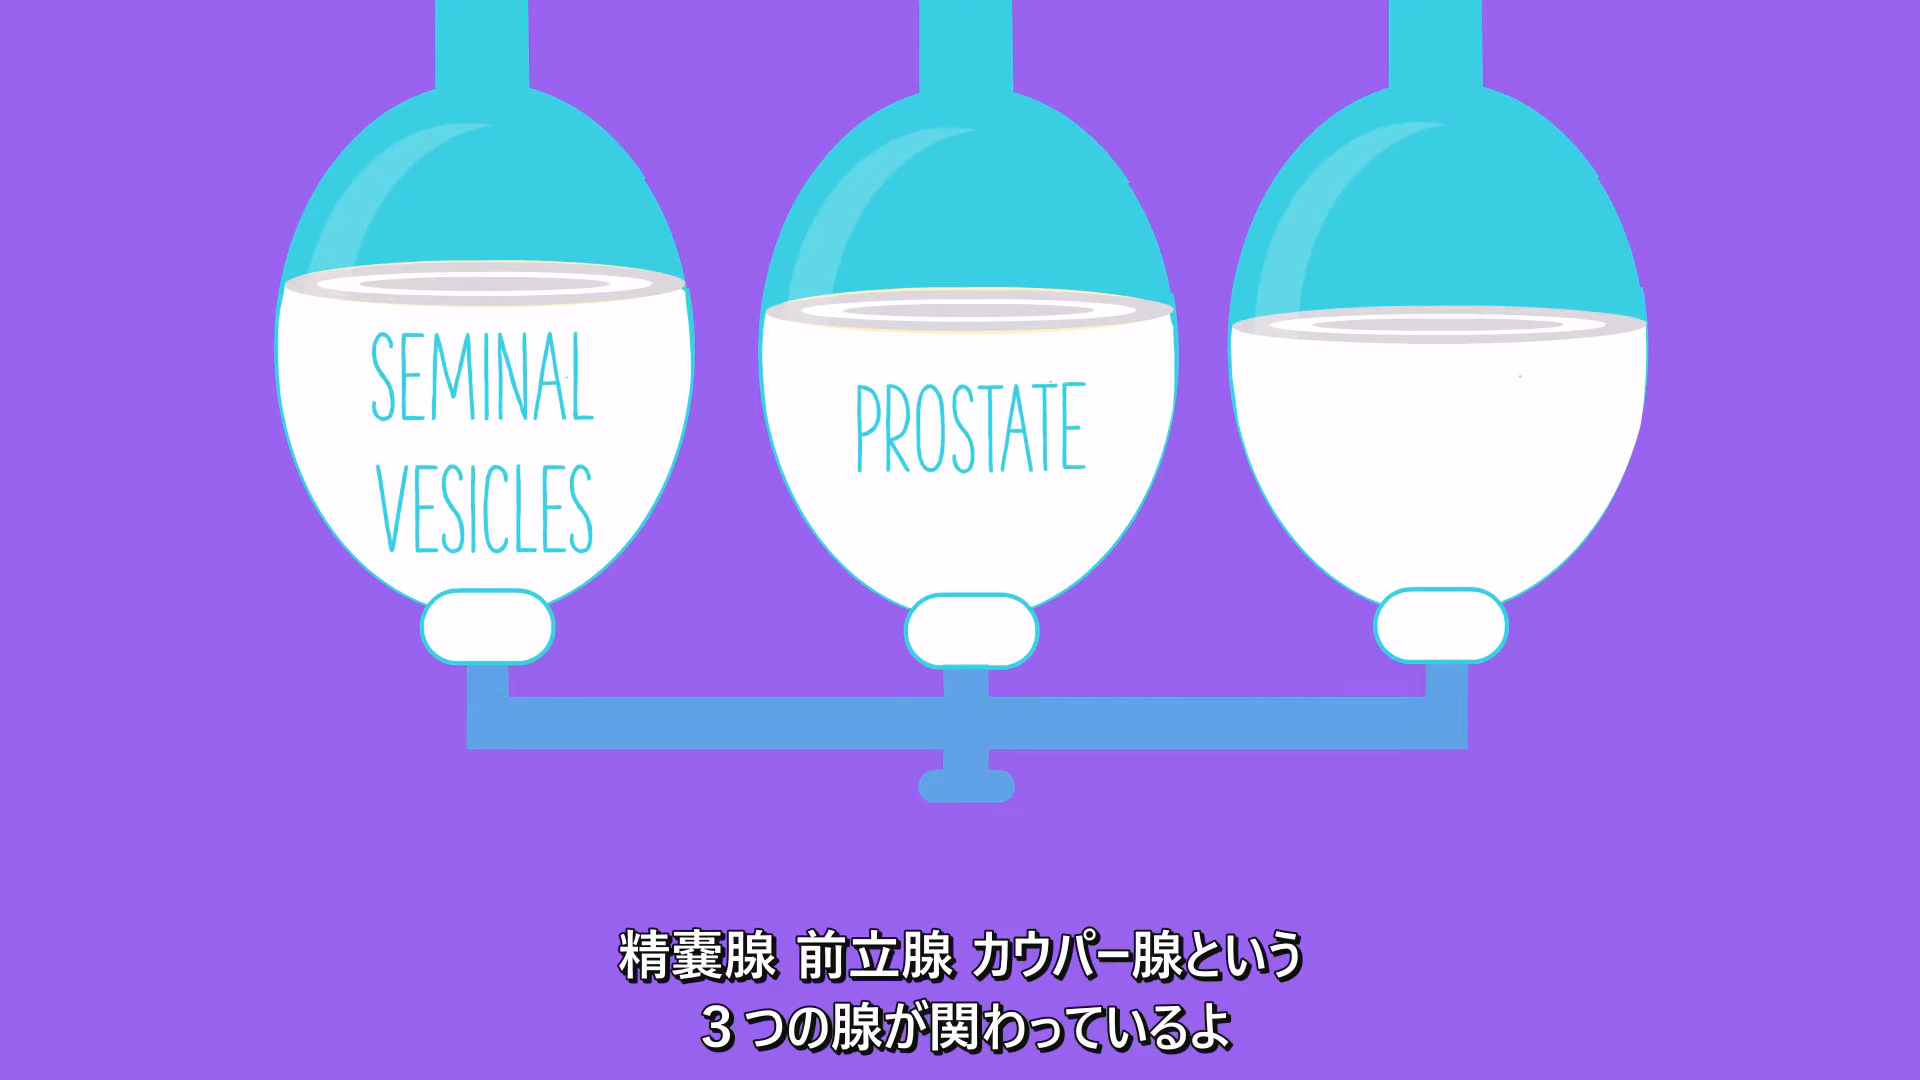 SEMINAL
VESICLES
PROSTATE
精嚢腺 前立腺 カウパー腺という
３つの腺が関わっているよ